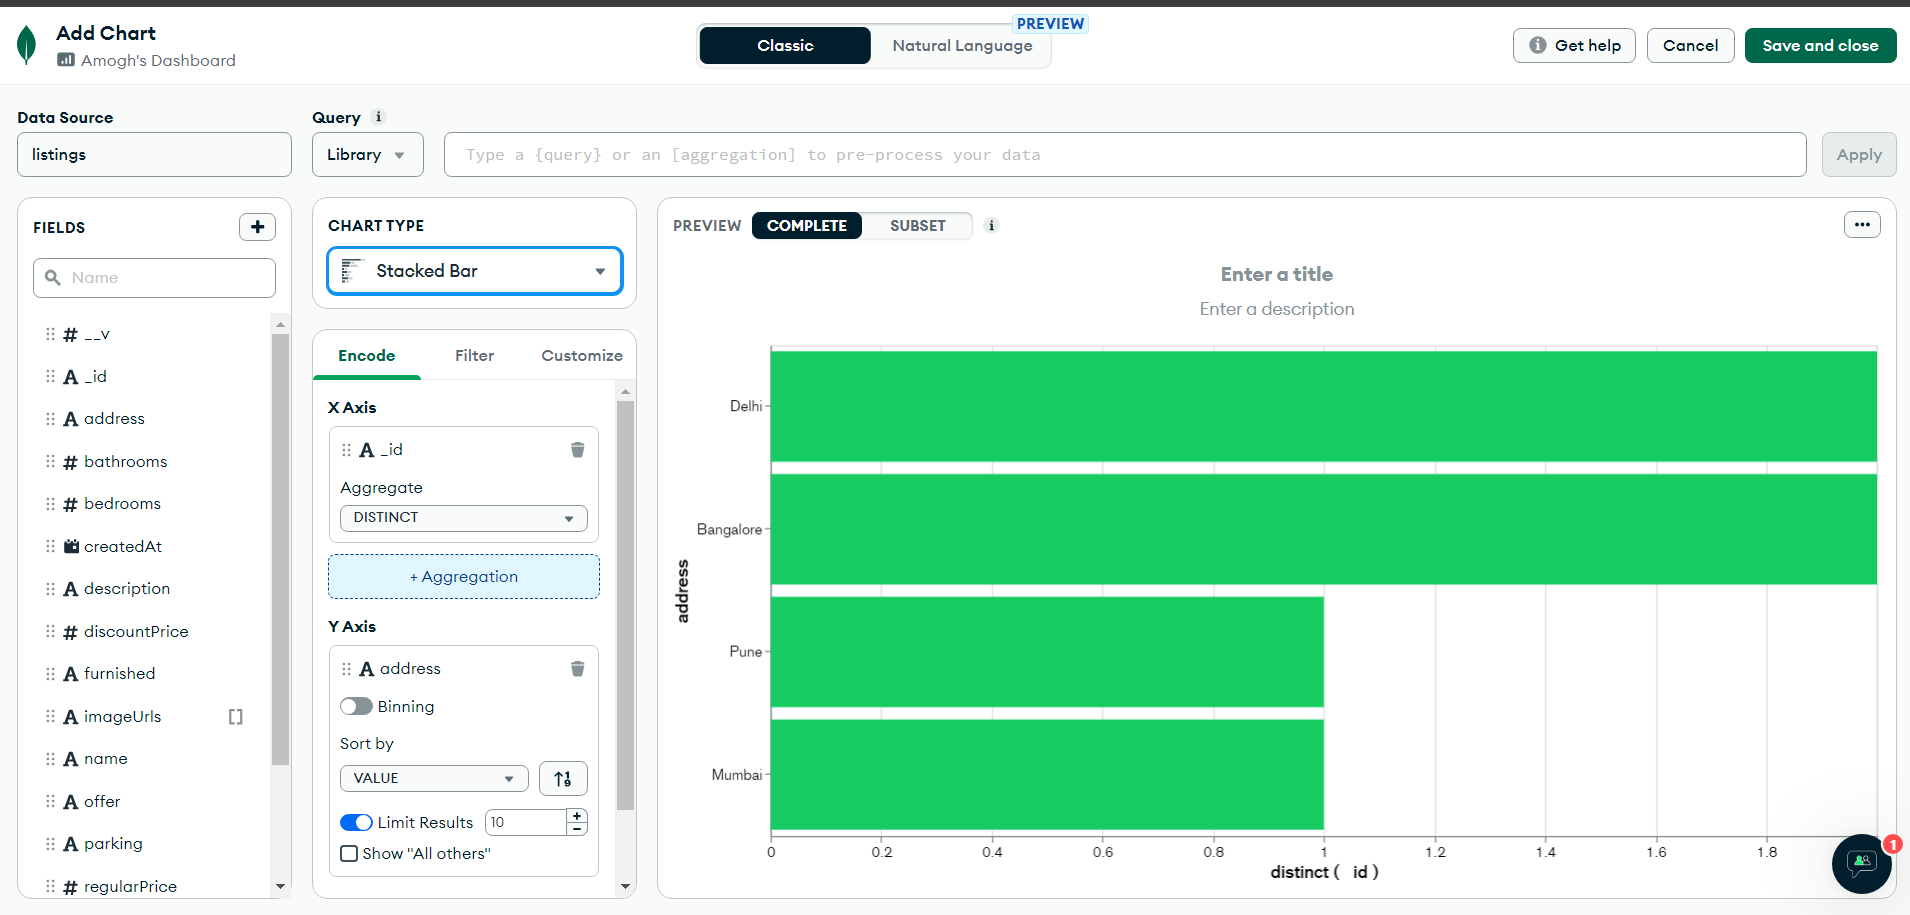 Add Chart
Amogh's Dashboard
Classic
Natural Language
PREVIEW
Get help
Cancel
Save and close
Data Source
listings
Query
Library
Type a {query} or an [aggregation] to pre-process your data
Apply
FIELDS
Name
# __v
A _id
A address
# bathrooms
# bedrooms
createdAt
A description
# discountPrice
A furnished
A imageUrls []
A name
A offer
A parking
# regularPrice
CHART TYPE
Stacked Bar
Encode
Filter
Customize
X Axis
A _id
Aggregate
DISTINCT
+ Aggregation
Y Axis
A address
Binning
Sort by
VALUE
Limit Results
10
Show "All others"
PREVIEW
COMPLETE
SUBSET
Enter a title
Enter a description
address
Delhi
Bangalore
Pune
Mumbai
0 0.2 0.4 0.6 0.8 1 1.2 1.4 1.6 1.8
distinct ( _id )
1